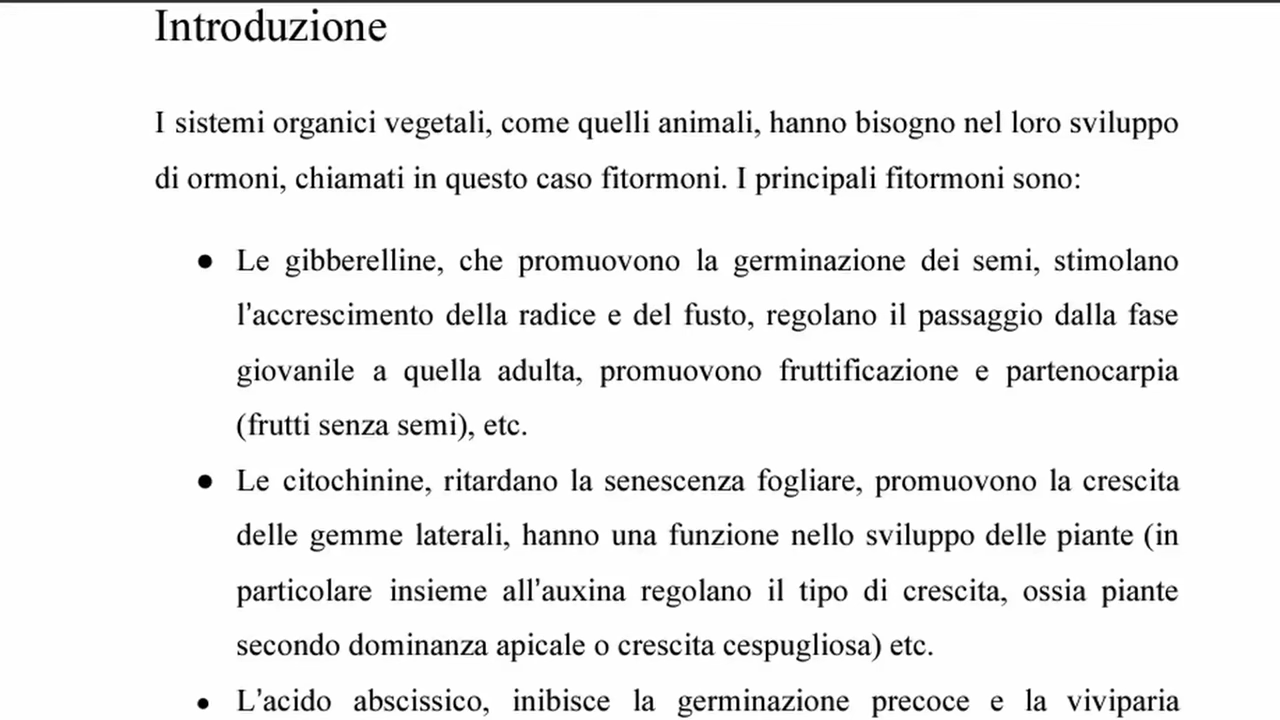 Introduzione
I sistemi organici vegetali, come quelli animali, hanno bisogno nel loro sviluppo
di ormoni, chiamati in questo caso fitormoni. I principali fitormoni sono:
● Le gibberelline, che promuovono la germinazione dei semi, stimolano
l'accrescimento della radice e del fusto, regolano il passaggio dalla fase
giovanile a quella adulta, promuovono fruttificazione e partenocarpia
(frutti senza semi), etc.
● Le citochinine, ritardano la senescenza fogliare, promuovono la crescita
delle gemme laterali, hanno una funzione nello sviluppo delle piante (in
particolare insieme all'auxina regolano il tipo di crescita, ossia piante
secondo dominanza apicale o crescita cespugliosa) etc.
● L'acido abscissico, inibisce la germinazione precoce e la viviparia